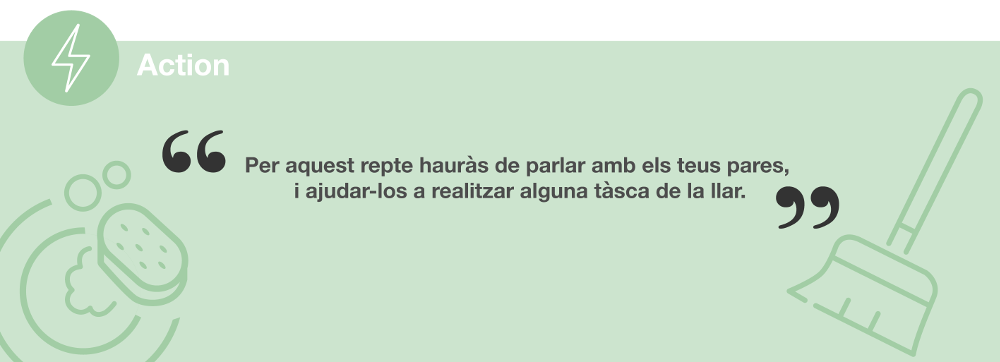 Action
“ Per aquest repte hauràs de parlar amb els teus pares,
i ajudar-los a realitzar alguna tàsca de la llar. ”